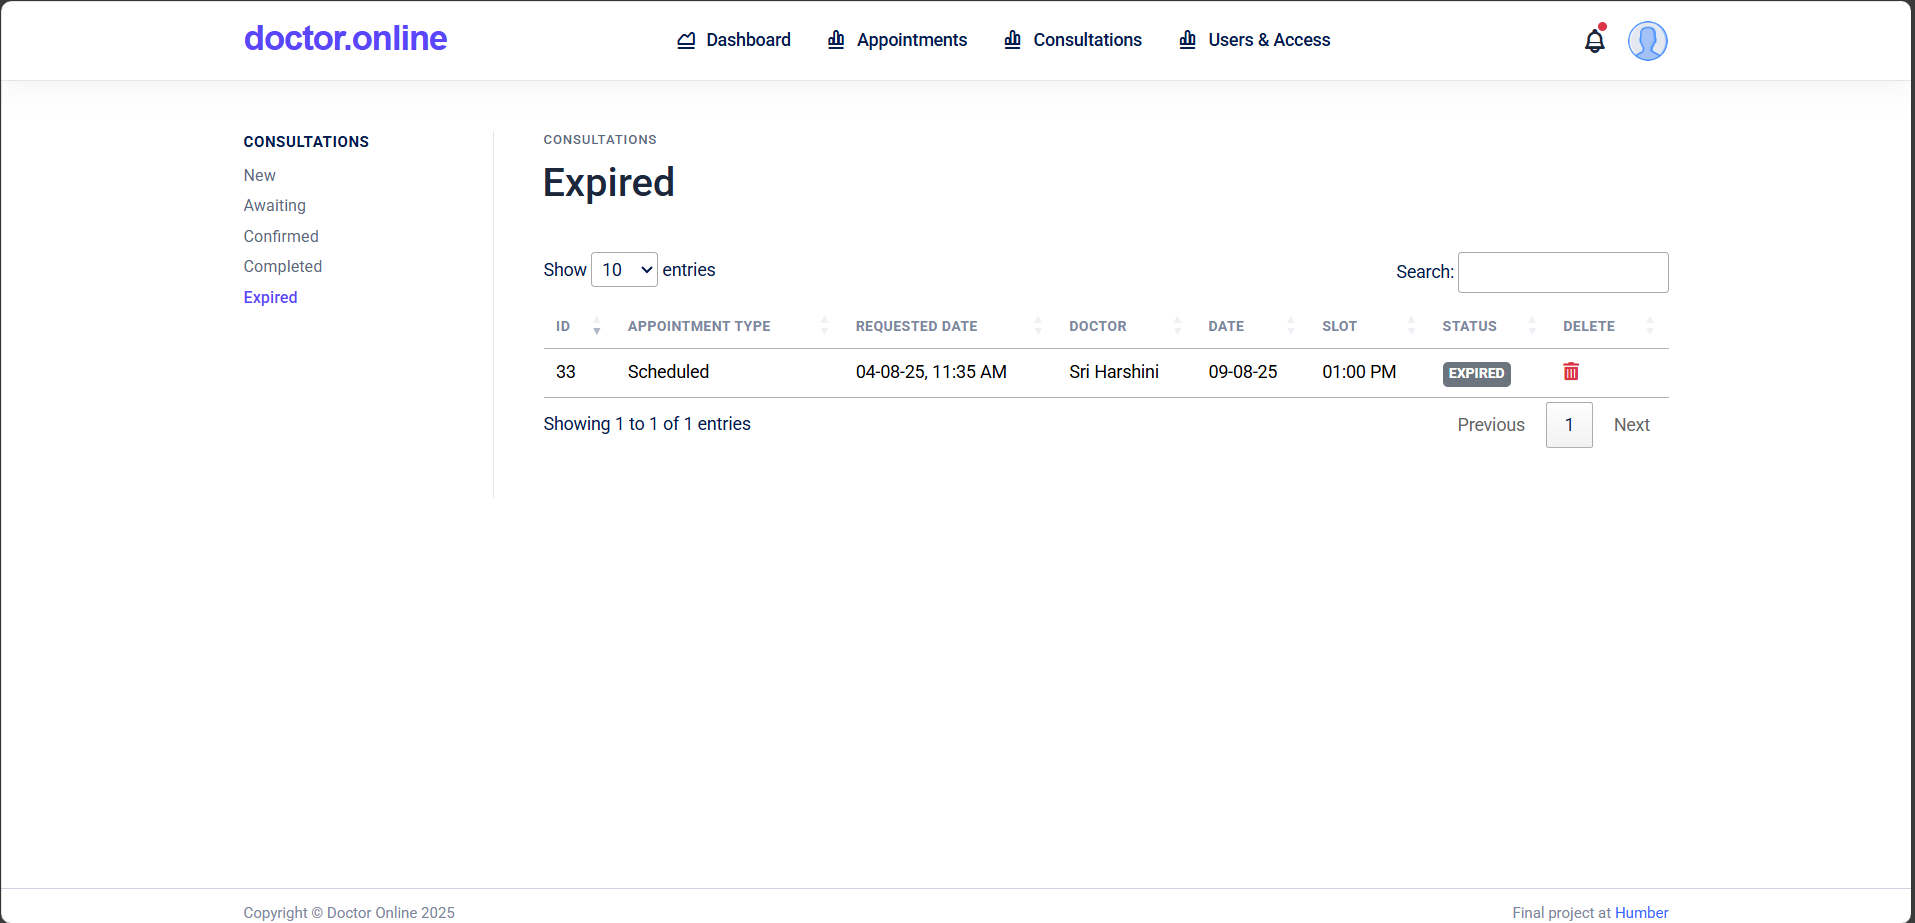 doctor.online
Dashboard Appointments Consultations Users & Access
CONSULTATIONS
New
Awaiting
Confirmed
Completed
Expired
CONSULTATIONS
Expired
Show 10 entries
Search:
ID APPOINTMENT TYPE REQUESTED DATE DOCTOR DATE SLOT STATUS DELETE
33 Scheduled 04-08-25, 11:35 AM Sri Harshini 09-08-25 01:00 PM EXPIRED
Showing 1 to 1 of 1 entries
Previous 1 Next
Copyright © Doctor Online 2025
Final project at Humber